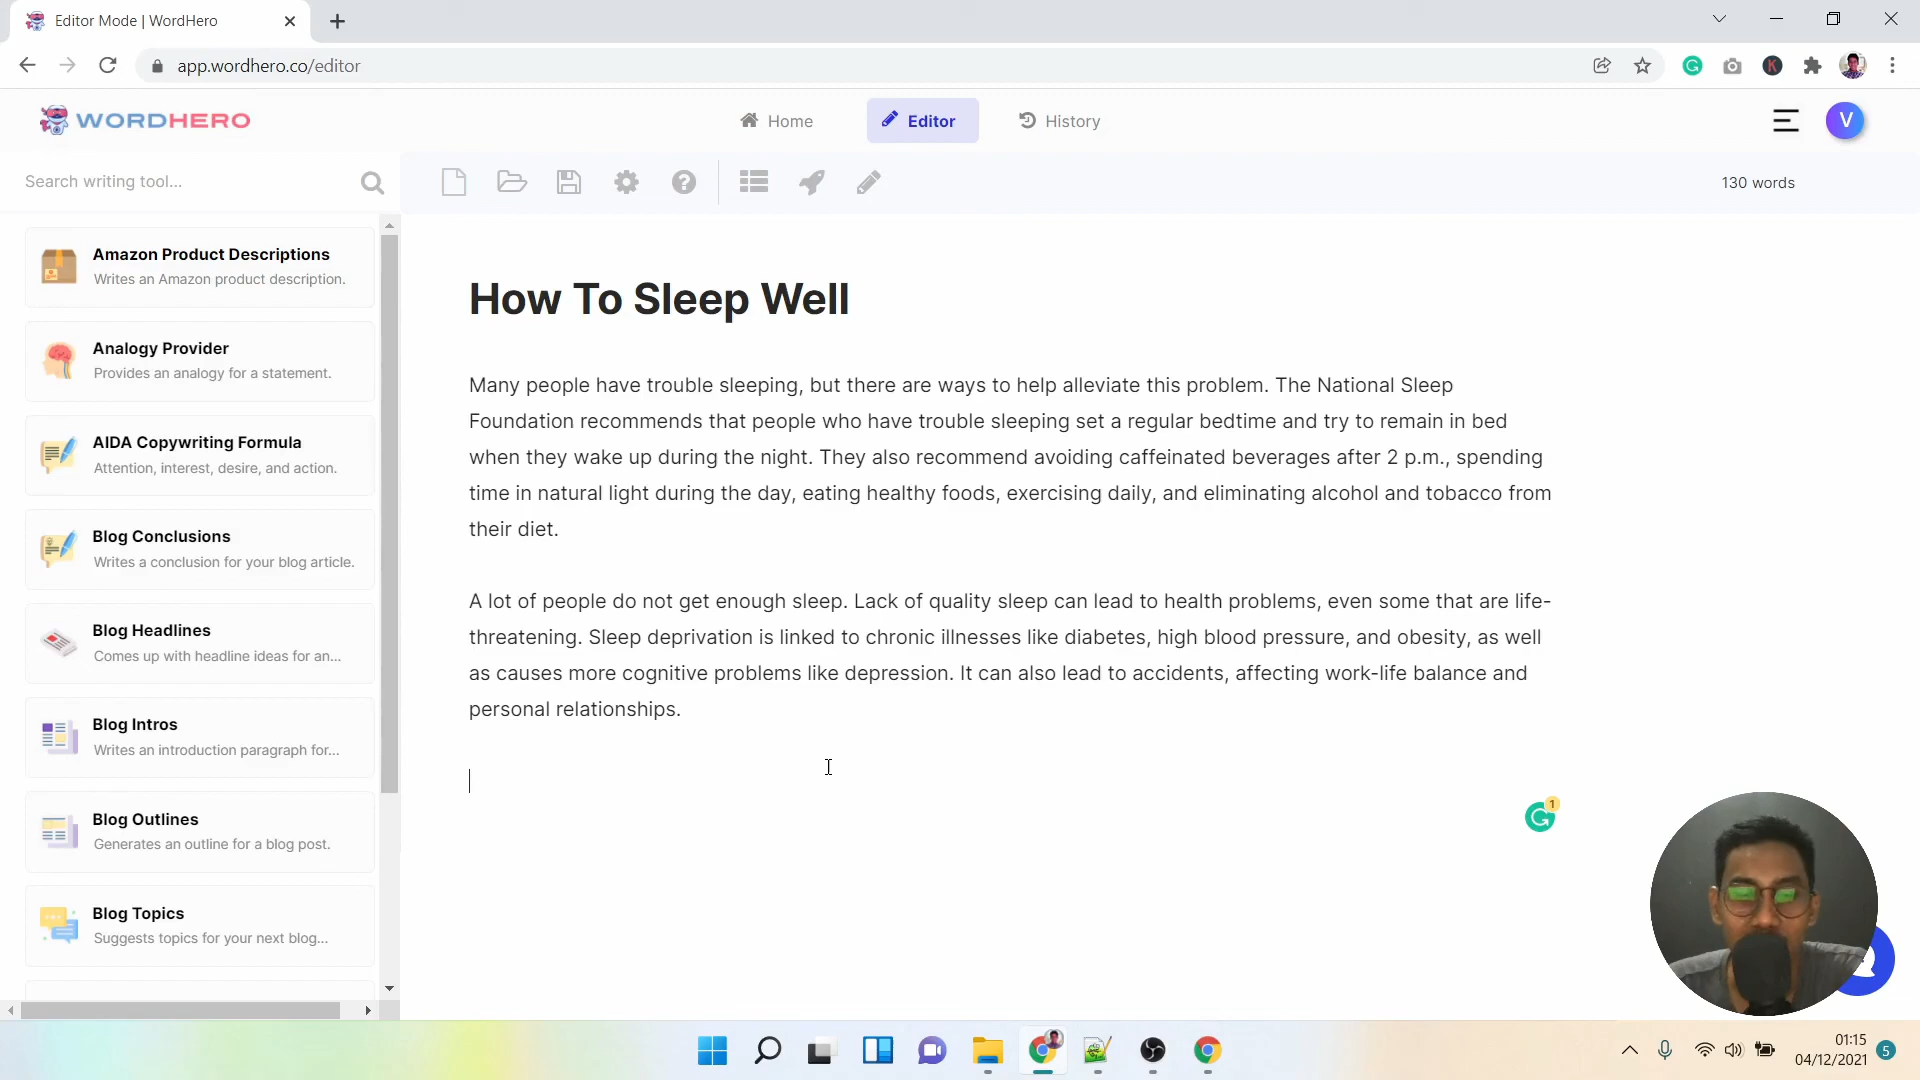 Editor Mode | WordHero
app.wordhero.co/editor
WORDHERO
Home
Editor
History
V
Search writing tool...
130 words
Amazon Product Descriptions
Writes an Amazon product description.
Analogy Provider
Provides an analogy for a statement.
AIDA Copywriting Formula
Attention, interest, desire, and action.
Blog Conclusions
Writes a conclusion for your blog article.
Blog Headlines
Comes up with headline ideas for an...
Blog Intros
Writes an introduction paragraph for...
Blog Outlines
Generates an outline for a blog post.
Blog Topics
Suggests topics for your next blog...
How To Sleep Well
Many people have trouble sleeping, but there are ways to help alleviate this problem. The National Sleep
Foundation recommends that people who have trouble sleeping set a regular bedtime and try to remain in bed
when they wake up during the night. They also recommend avoiding caffeinated beverages after 2 p.m., spending
time in natural light during the day, eating healthy foods, exercising daily, and eliminating alcohol and tobacco from
their diet.
A lot of people do not get enough sleep. Lack of quality sleep can lead to health problems, even some that are life-
threatening. Sleep deprivation is linked to chronic illnesses like diabetes, high blood pressure, and obesity, as well
as causes more cognitive problems like depression. It can also lead to accidents, affecting work-life balance and
personal relationships.
1
01:15
04/12/2021
5